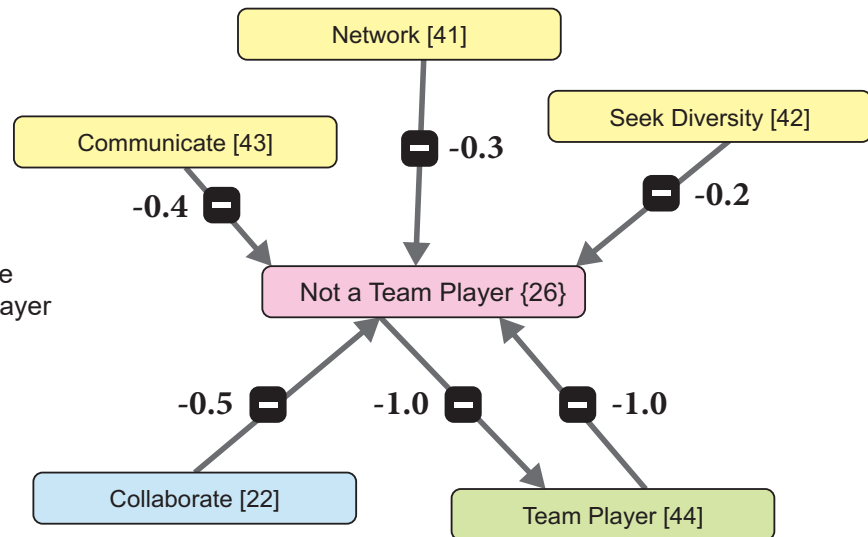 Network [41]
Communicate [43]
Seek Diversity [42]
-0.3
-0.4
-0.2
e
ayer
Not a Team Player {26}
-0.5
-1.0
-1.0
Collaborate [22]
Team Player [44]